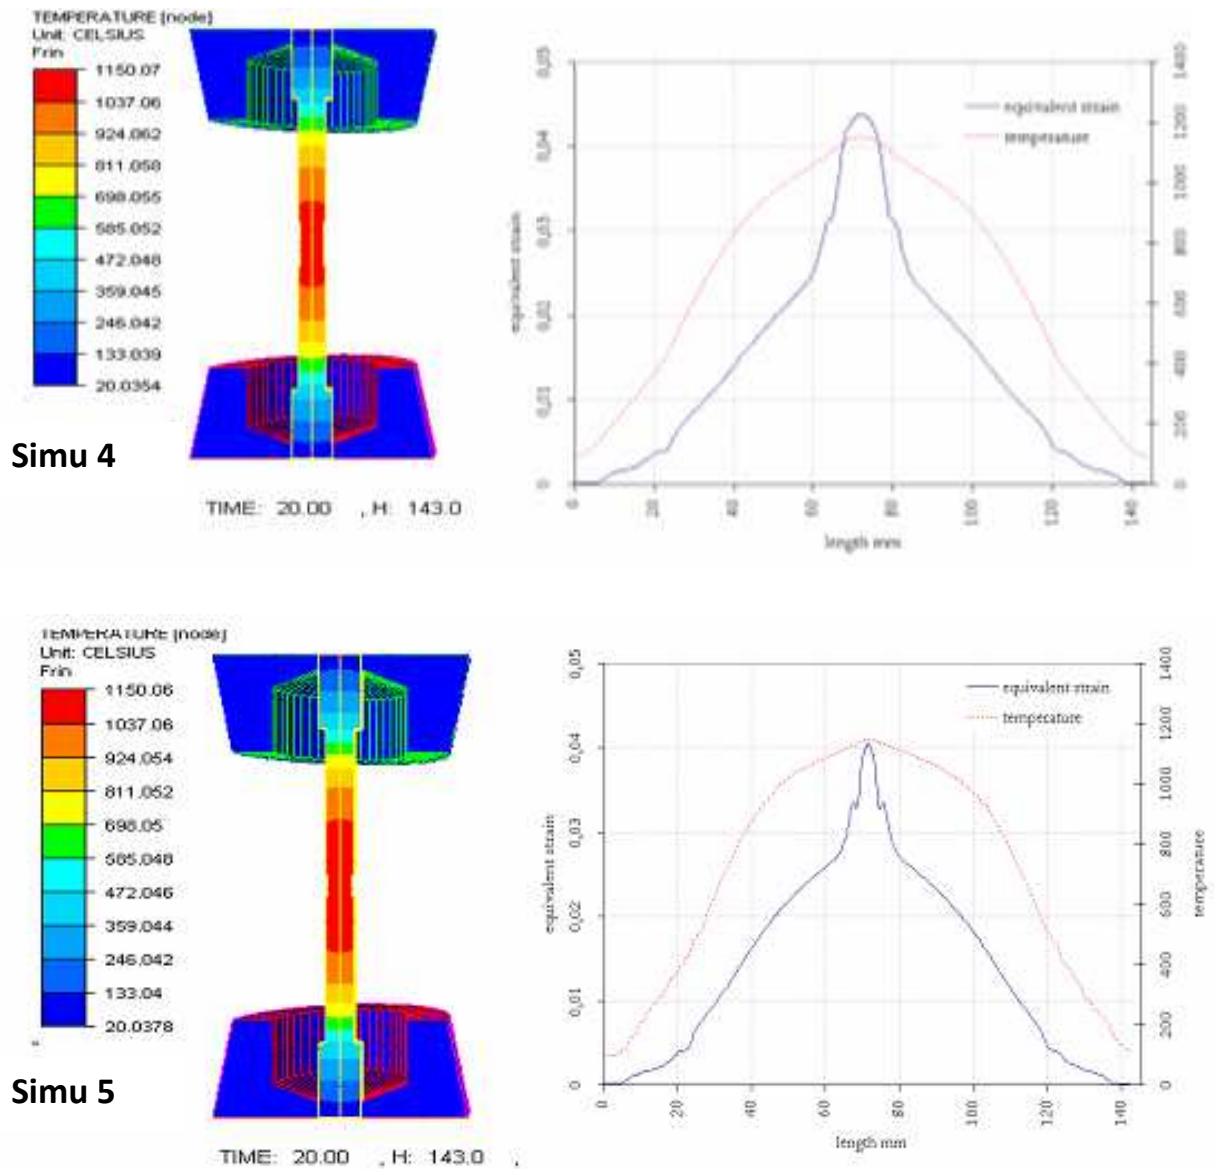 TEMPERATURE [node]
Unit: CELSIUS
Frin
1150.07
1037.06
924.062
811.058
698.055
585.052
472.048
359.045
246.042
133.039
20.0354
Simu 4
TIME: 20.00 , H: 143.0
0,05
0,04
0,03
0,02
0,01
0
equivalent strain
equivalent strain
temperature
1400
1200
1000
800
600
400
200
0
0 20 40 60 80 100 120 140
length mm
TEMPERATURE [node]
Unit: CELSIUS
Frin
1150.06
1037.06
924.054
811.052
698.05
585.048
472.046
359.044
246.042
133.04
20.0378
Simu 5
TIME: 20.00 , H: 143.0 ,
0,05
0,04
0,03
0,02
0,01
0
equivalent strain
equivalent strain
temperature
1400
1200
1000
800
600
400
200
0
temperature
0 20 40 60 80 100 120 140
length mm